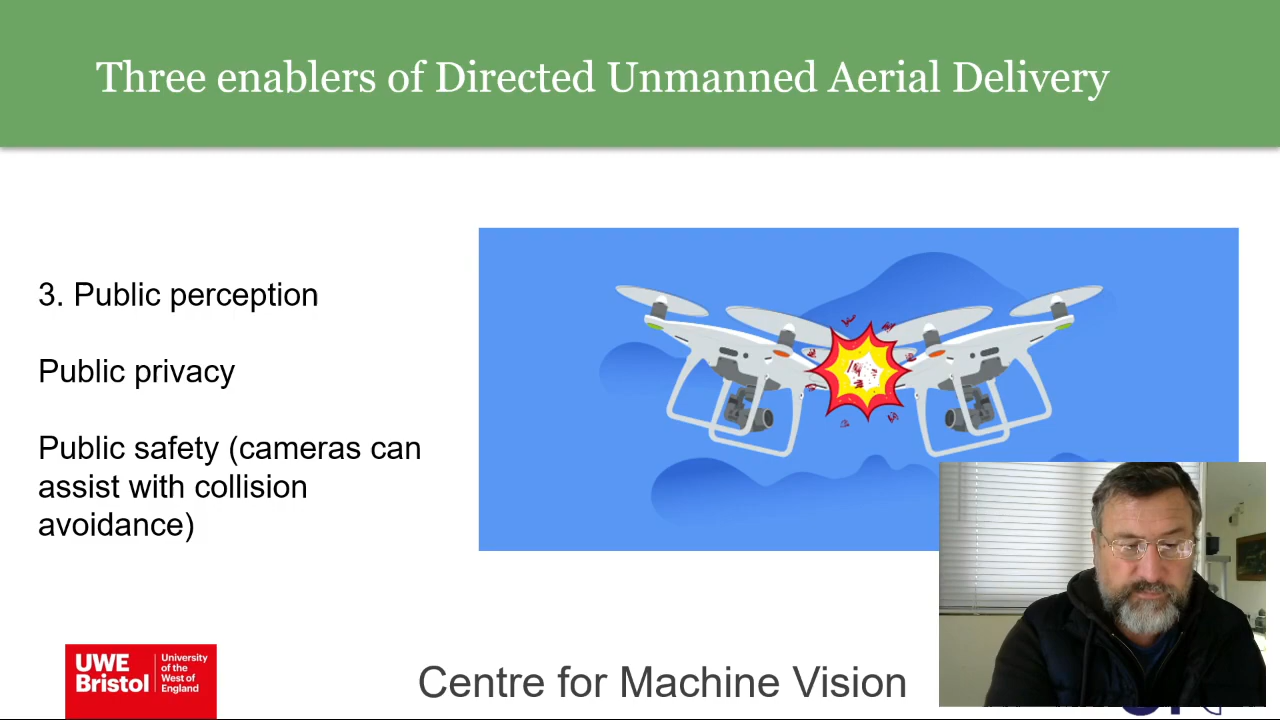 Three enablers of Directed Unmanned Aerial Delivery
3. Public perception
Public privacy
Public safety (cameras can
assist with collision
avoidance)
UWE
Bristol
University
of the
West of
England
Centre for Machine Vision